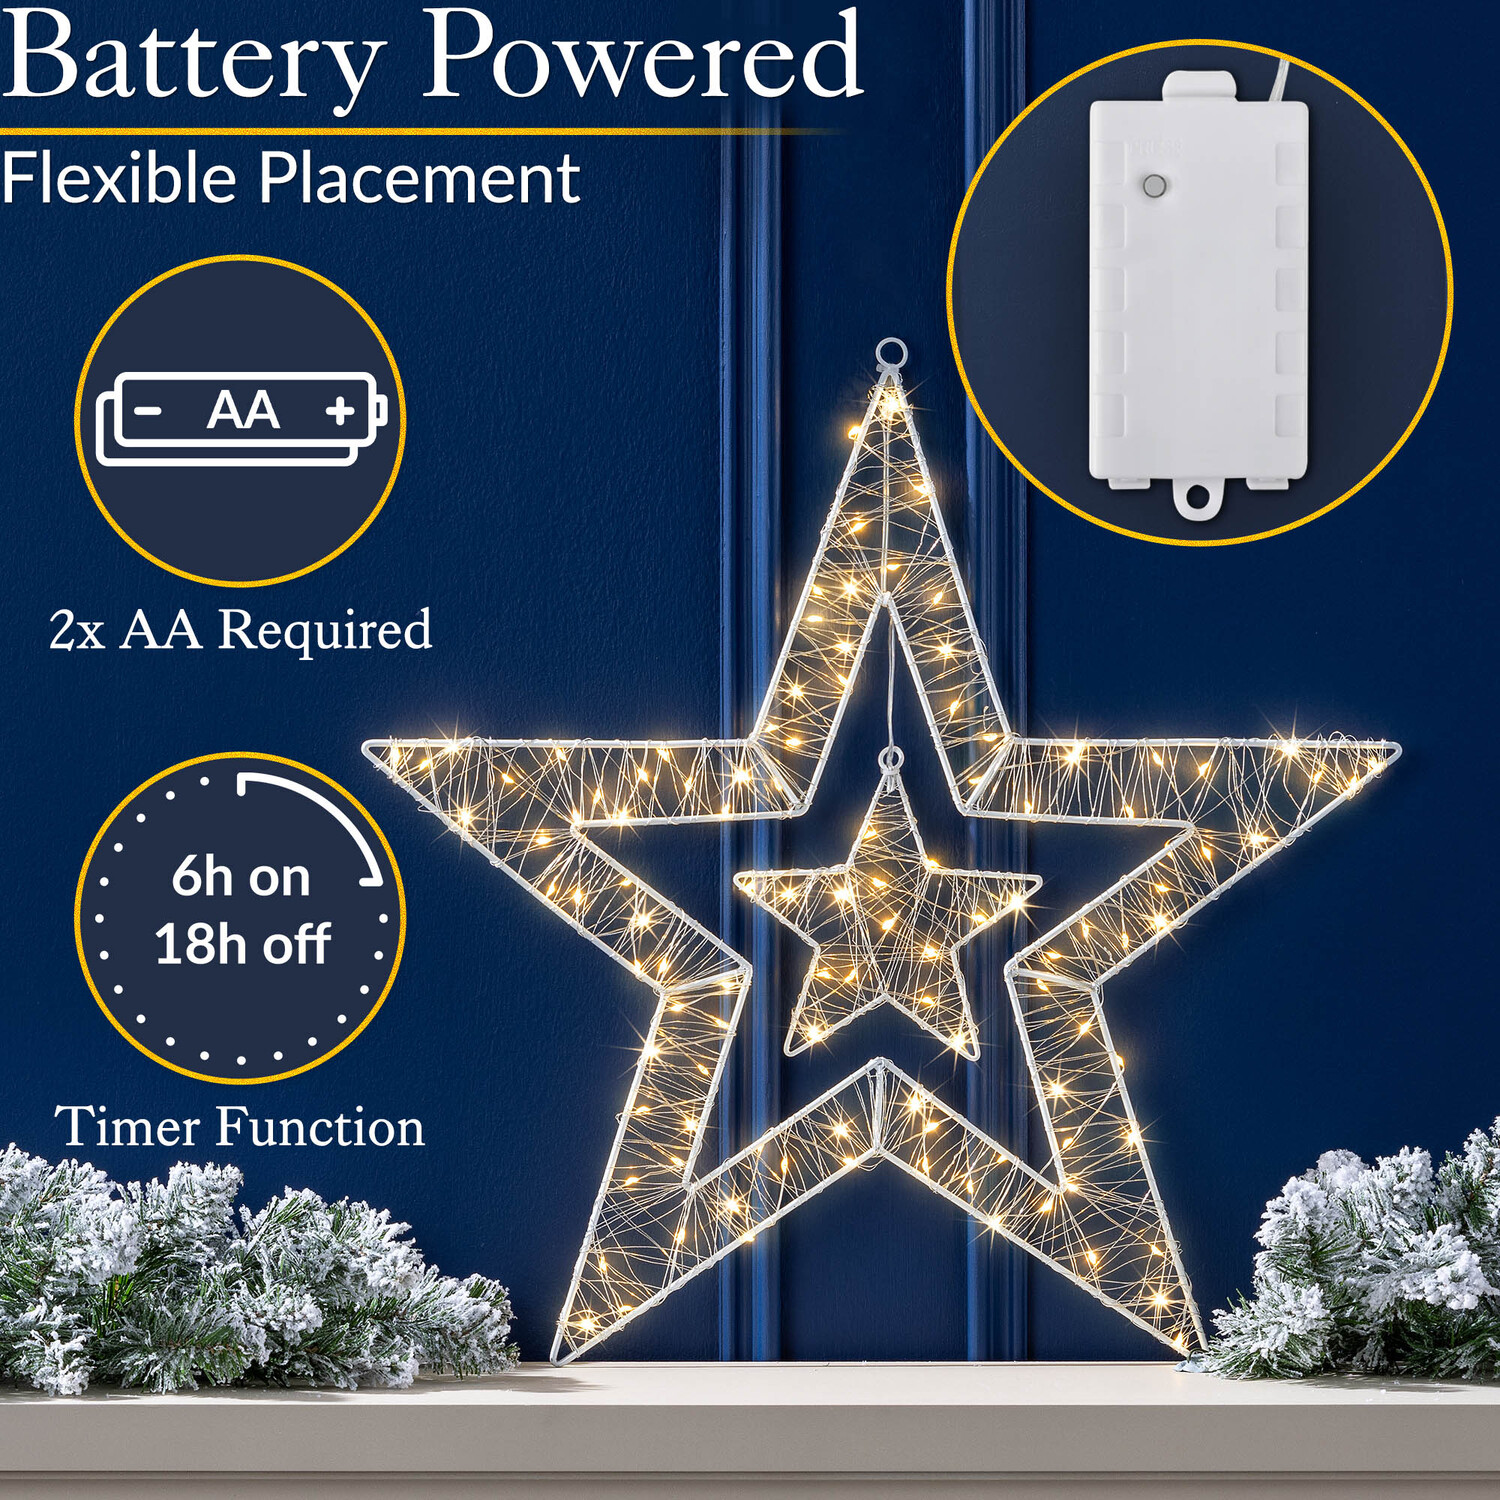 Battery Powered
Flexible Placement
- AA +
2x AA Required
6h on
18h off
Timer Function